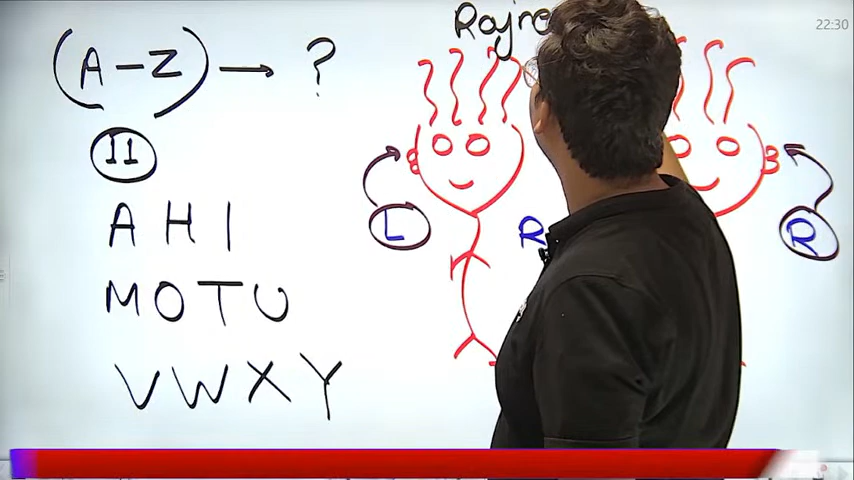 22:30
(A-Z) → ?
11
A H I
M O T U
V W X Y
L
R
R